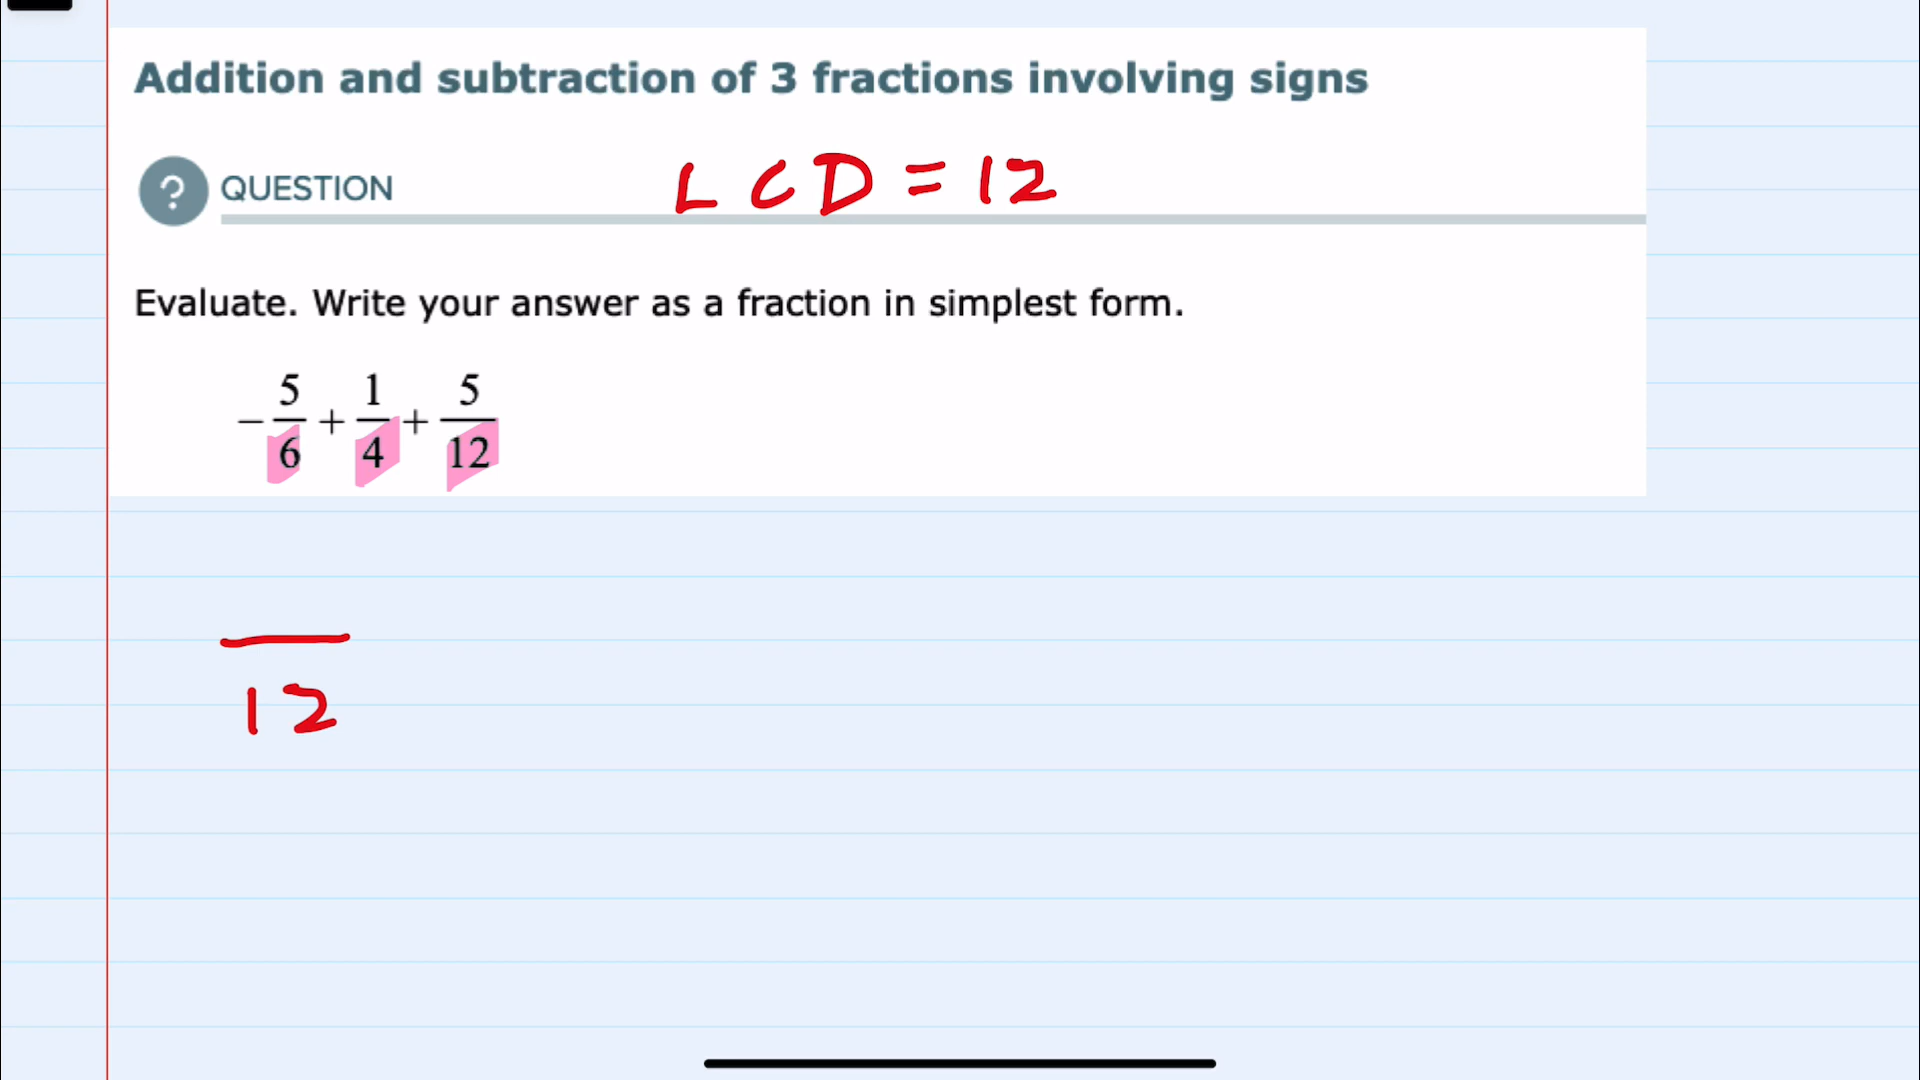 Addition and subtraction of 3 fractions involving signs
? QUESTION
LCD = 12
Evaluate. Write your answer as a fraction in simplest form.
5 1 5
− + +
6 4 12
12